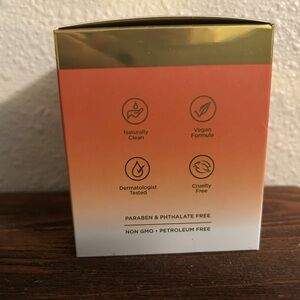 Naturally
Clean
Vegan
Formula
Dermatologist
Tested
Cruelty
Free
PARABEN & PHTHALATE FREE
NON GMO • PETROLEUM FREE